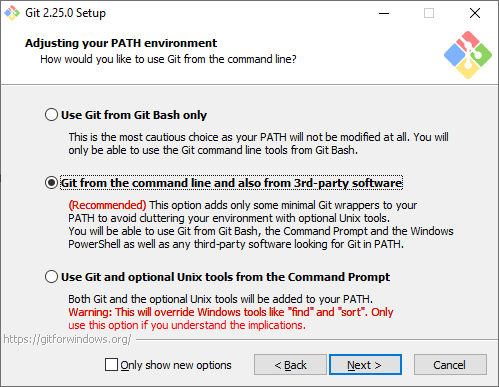 Git 2.25.0 Setup
Adjusting your PATH environment
How would you like to use Git from the command line?
Use Git from Git Bash only
This is the most cautious choice as your PATH will not be modified at all. You will
only be able to use the Git command line tools from Git Bash.
Git from the command line and also from 3rd-party software
(Recommended) This option adds only some minimal Git wrappers to your
PATH to avoid cluttering your environment with optional Unix tools.
You will be able to use Git from Git Bash, the Command Prompt and the Windows
PowerShell as well as any third-party software looking for Git in PATH.
Use Git and optional Unix tools from the Command Prompt
Both Git and the optional Unix tools will be added to your PATH.
Warning: This will override Windows tools like "find" and "sort". Only
use this option if you understand the implications.
https://gitforwindows.org/
Only show new options
< Back
Next >
Cancel